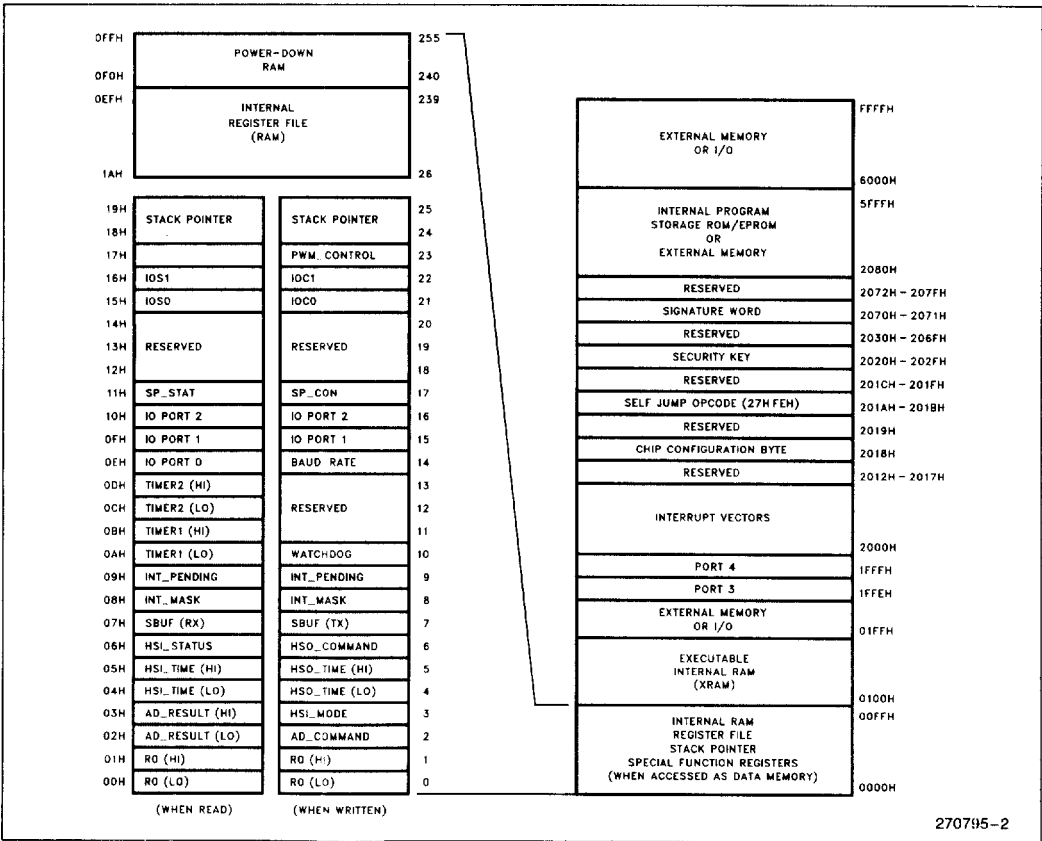 0FFH POWER-DOWN RAM 255
0F0H 240
0EFH INTERNAL REGISTER FILE (RAM) 239
1AH 26
19H STACK POINTER STACK POINTER 25
18H 24
17H PWM_CONTROL 23
16H IOS1 IOC1 22
15H IOS0 IOC0 21
14H 20
13H RESERVED RESERVED 19
12H 18
11H SP_STAT SP_CON 17
10H IO PORT 2 IO PORT 2 16
0FH IO PORT 1 IO PORT 1 15
0EH IO PORT 0 BAUD RATE 14
0DH TIMER2 (HI) 13
0CH TIMER2 (LO) RESERVED 12
0BH TIMER1 (HI) 11
0AH TIMER1 (LO) WATCHDOG 10
09H INT_PENDING INT_PENDING 9
08H INT_MASK INT_MASK 8
07H SBUF (RX) SBUF (TX) 7
06H HSI_STATUS HSO_COMMAND 6
05H HSI_TIME (HI) HSO_TIME (HI) 5
04H HSI_TIME (LO) HSO_TIME (LO) 4
03H AD_RESULT (HI) HSI_MODE 3
02H AD_RESULT (LO) AD_COMMAND 2
01H R0 (HI) R0 (HI) 1
00H R0 (LO) R0 (LO) 0
(WHEN READ) (WHEN WRITTEN)
FFFFH
EXTERNAL MEMORY
OR I/O
6000H
5FFFH
INTERNAL PROGRAM
STORAGE ROM/EPROM
OR
EXTERNAL MEMORY
2080H
RESERVED 2072H – 207FH
SIGNATURE WORD 2070H – 2071H
RESERVED 2030H – 206FH
SECURITY KEY 2020H – 202FH
RESERVED 201CH – 201FH
SELF JUMP OPCODE (27H FEH) 201AH – 201BH
RESERVED 2019H
CHIP CONFIGURATION BYTE 2018H
RESERVED 2012H – 2017H
INTERRUPT VECTORS
2000H
PORT 4 1FFFH
PORT 3 1FFEH
EXTERNAL MEMORY
OR I/O
01FFH
EXECUTABLE
INTERNAL RAM
(XRAM)
0100H
00FFH
INTERNAL RAM
REGISTER FILE
STACK POINTER
SPECIAL FUNCTION REGISTERS
(WHEN ACCESSED AS DATA MEMORY)
0000H
270795-2